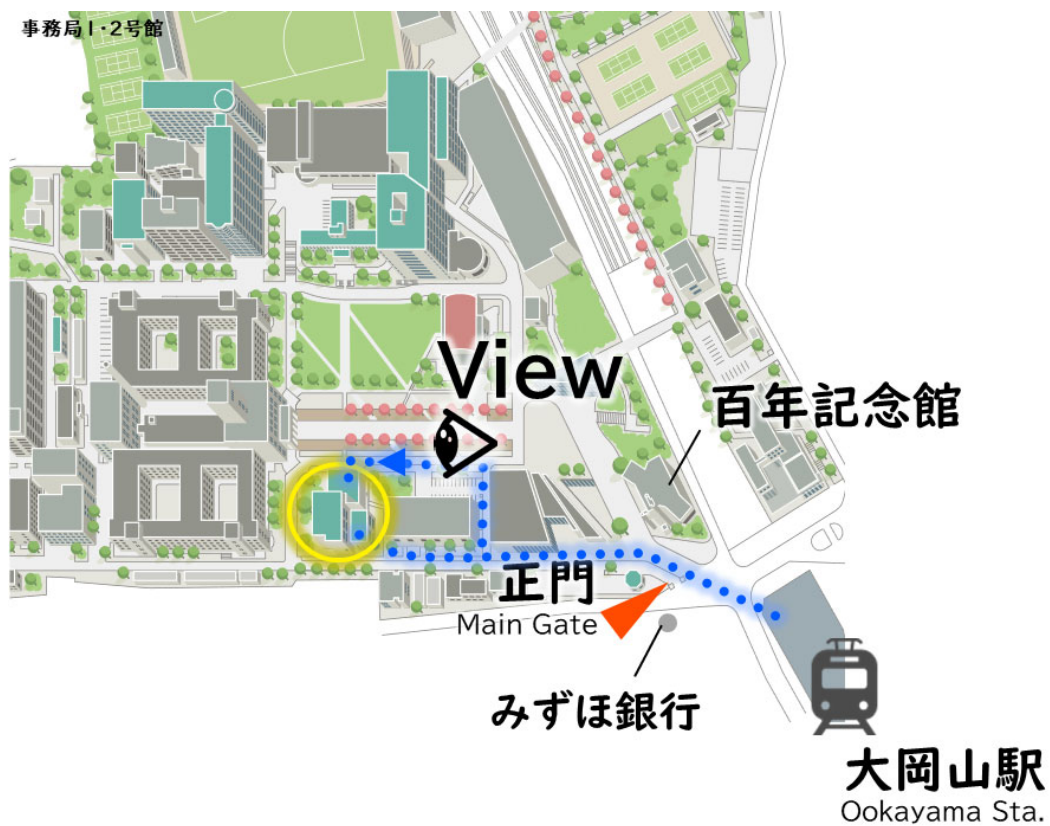 事務局1・2号館
View
百年記念館
正門
Main Gate
みずほ銀行
大岡山駅
Ookayama Sta.